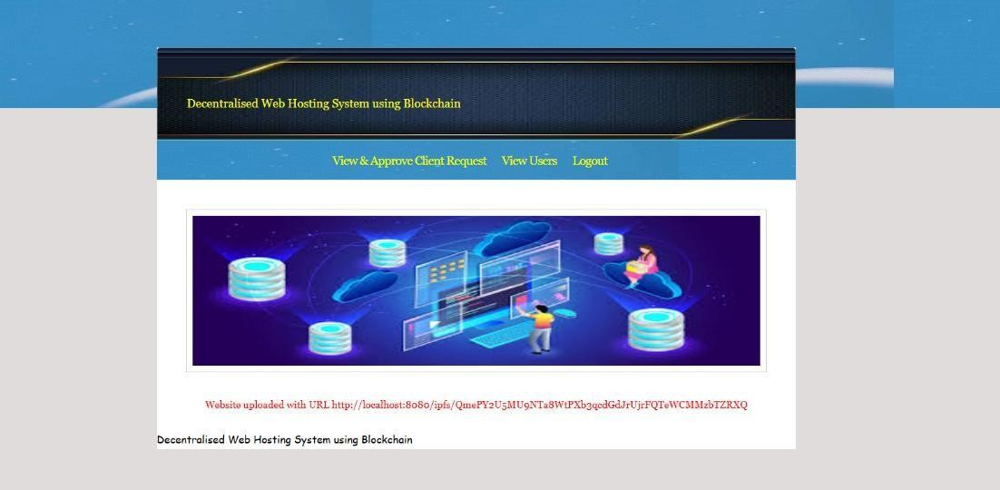 Decentralised Web Hosting System using Blockchain
View & Approve Client Request View Users Logout
Website uploaded with URL http://localhost:8080/ipfs/QmePY2U5MU9NTa8WtPXb3qcdGdJrUjrFQTeWCMMzbTZRXQ
Decentralised Web Hosting System using Blockchain